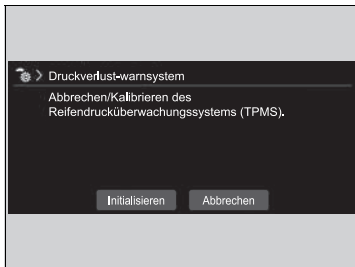 Druckverlust-warnsystem
Abbrechen/Kalibrieren des
Reifendrucküberwachungssystems (TPMS).
Initialisieren
Abbrechen